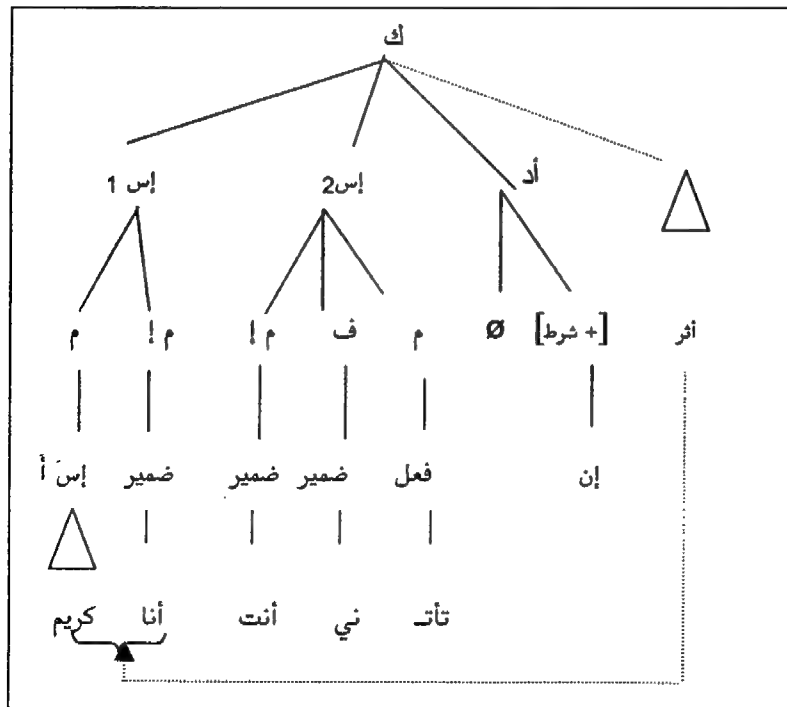 ك
أد إس2 إس 1
أثر [+ شرط] Ø م ف م إ م إ م
إن فعل ضمير ضمير ضمير إسَ أَ
تأتـ ني أنت أنا كريم